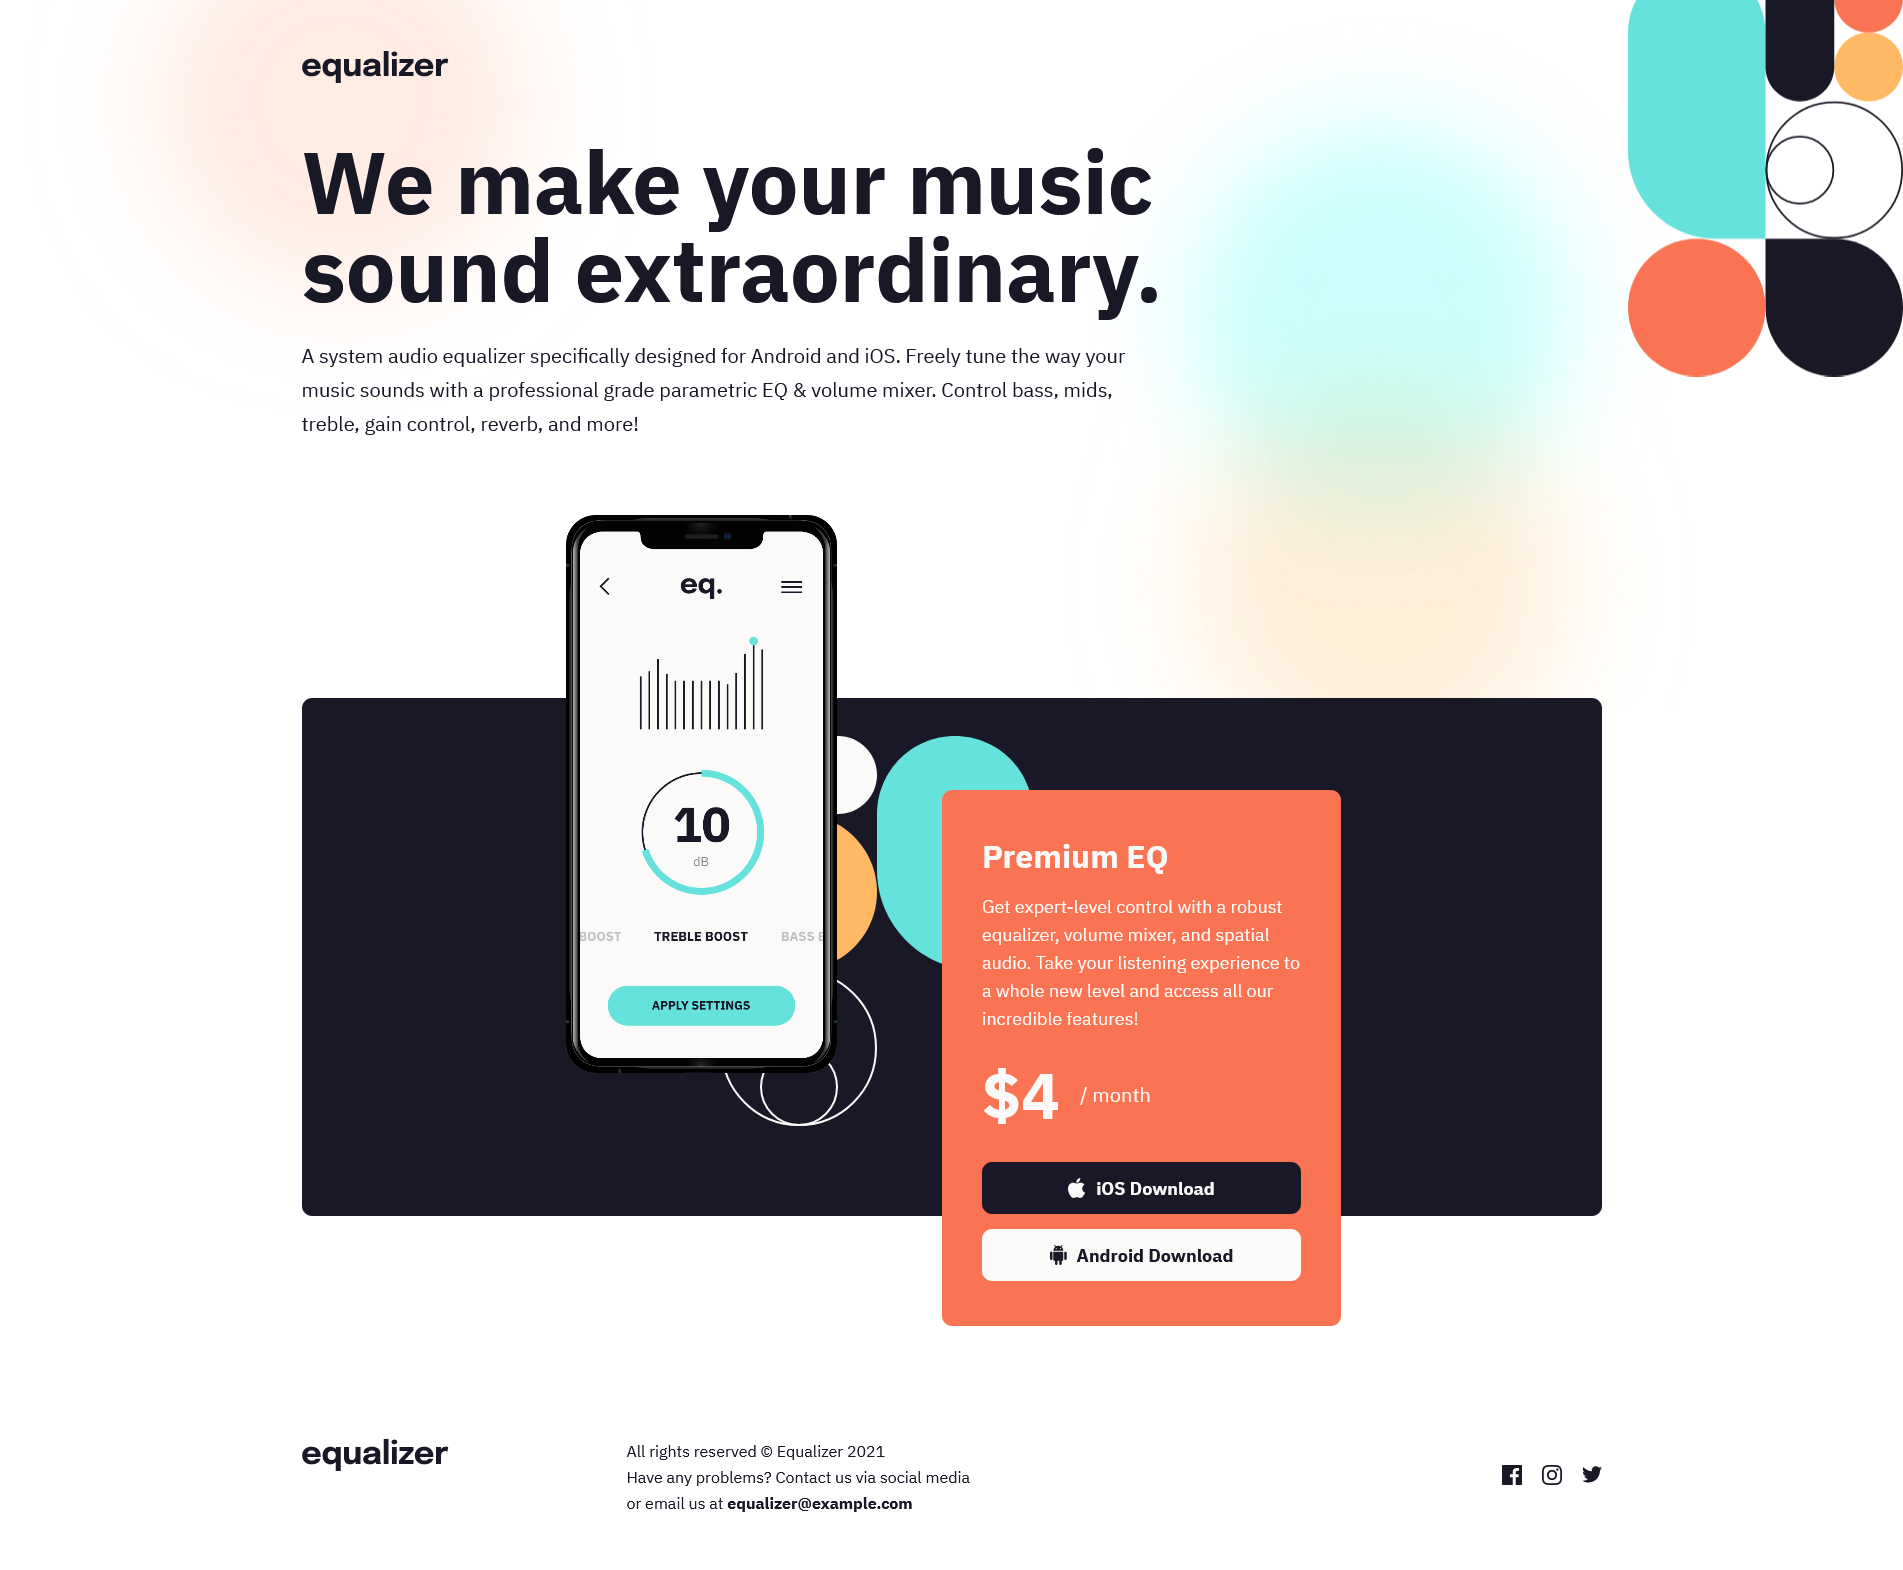 equalizer
We make your music
sound extraordinary.
A system audio equalizer specifically designed for Android and iOS. Freely tune the way your
music sounds with a professional grade parametric EQ & volume mixer. Control bass, mids,
treble, gain control, reverb, and more!
eq.
10
dB
BOOST TREBLE BOOST BASS
APPLY SETTINGS
Premium EQ
Get expert-level control with a robust
equalizer, volume mixer, and spatial
audio. Take your listening experience to
a whole new level and access all our
incredible features!
$4 / month
iOS Download
Android Download
equalizer
All rights reserved © Equalizer 2021
Have any problems? Contact us via social media
or email us at equalizer@example.com